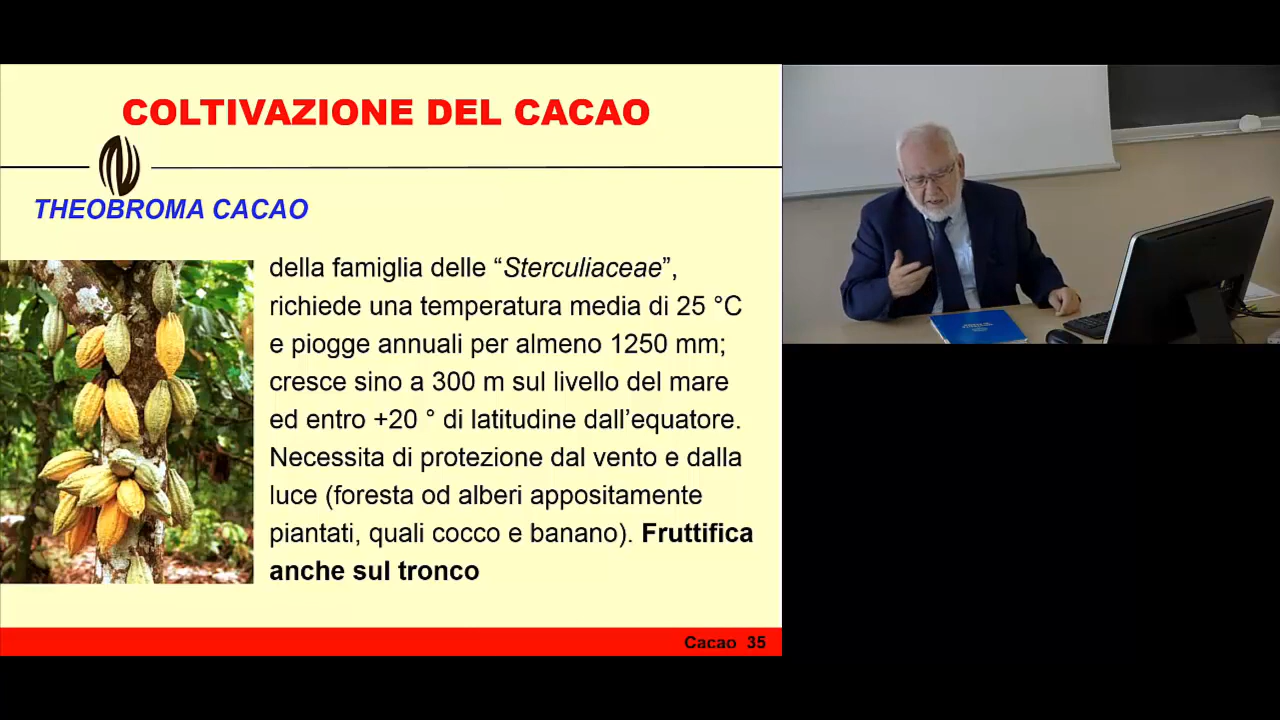 COLTIVAZIONE DEL CACAO
THEOBROMA CACAO
della famiglia delle “Sterculiaceae”,
richiede una temperatura media di 25 °C
e piogge annuali per almeno 1250 mm;
cresce sino a 300 m sul livello del mare
ed entro +20 ° di latitudine dall’equatore.
Necessita di protezione dal vento e dalla
luce (foresta od alberi appositamente
piantati, quali cocco e banano). Fruttifica
anche sul tronco
Cacao 35